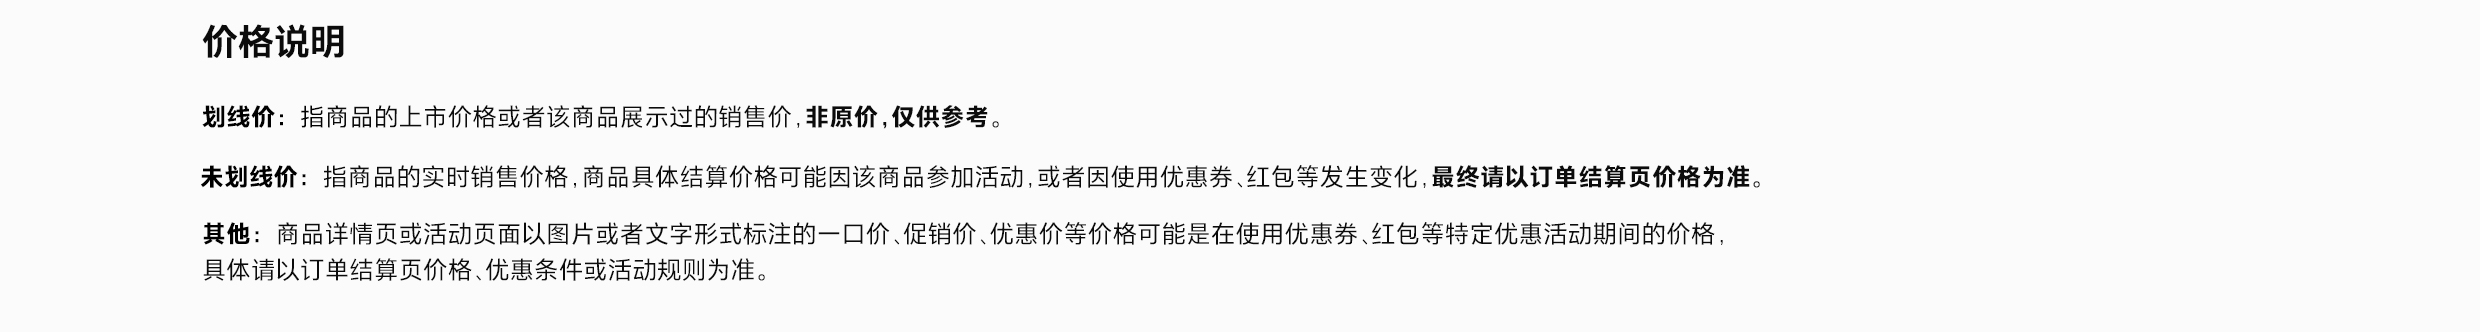 价格说明
划线价：指商品的上市价格或者该商品展示过的销售价,非原价,仅供参考。
未划线价：指商品的实时销售价格,商品具体结算价格可能因该商品参加活动,或者因使用优惠券、红包等发生变化,最终请以订单结算页价格为准。
其他：商品详情页或活动页面以图片或者文字形式标注的一口价、促销价、优惠价等价格可能是在使用优惠券、红包等特定优惠活动期间的价格,
具体请以订单结算页价格、优惠条件或活动规则为准。